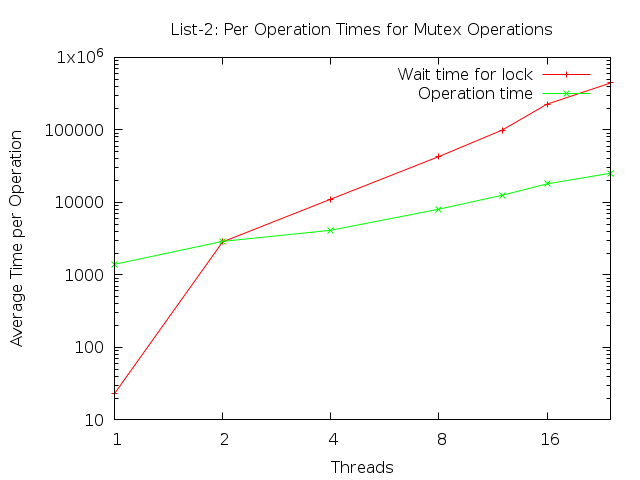 List-2: Per Operation Times for Mutex Operations
1x10^6
Wait time for lock
Operation time
100000
10000
1000
100
10
Average Time per Operation
1 2 4 8 16
Threads